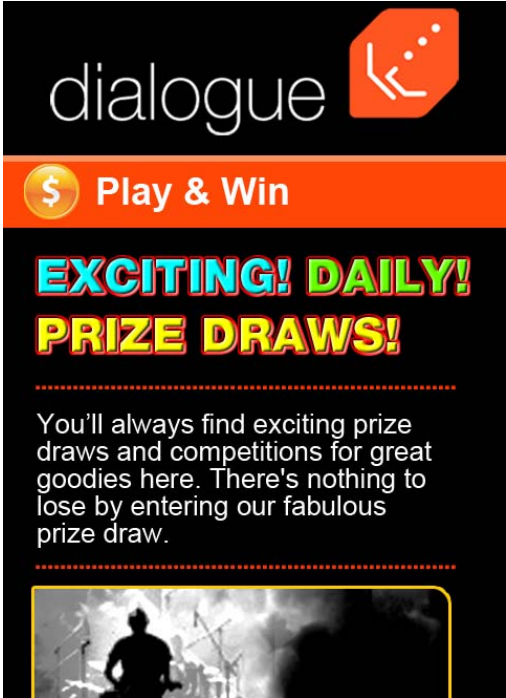 dialogue
$ Play & Win
EXCITING! DAILY!
PRIZE DRAWS!
You'll always find exciting prize
draws and competitions for great
goodies here. There's nothing to
lose by entering our fabulous
prize draw.